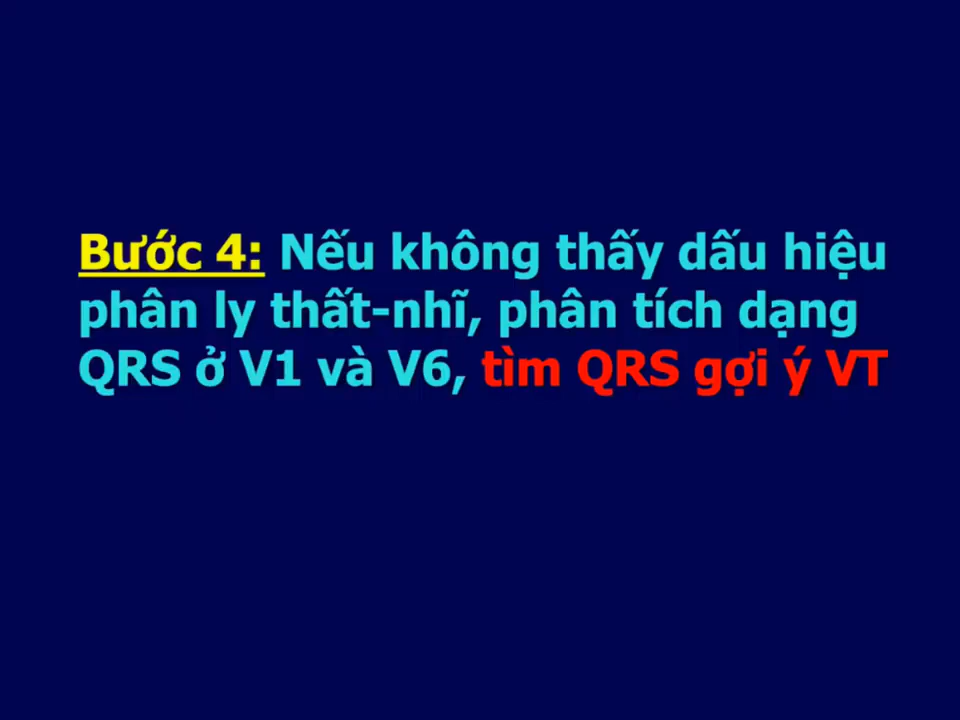 Bước 4: Nếu không thấy dấu hiệu
phân ly thất-nhĩ, phân tích dạng
QRS ở V1 và V6, tìm QRS gợi ý VT